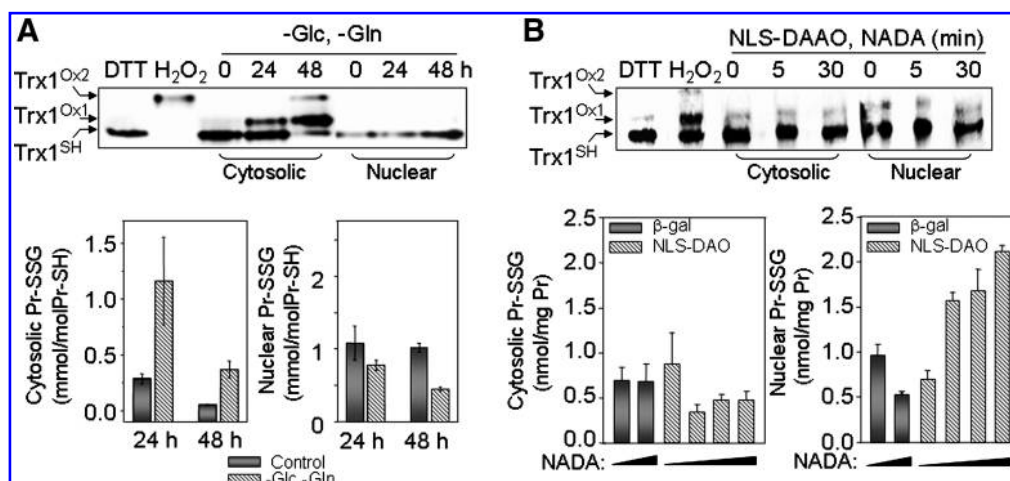 A
-Glc, -Gln
DTT H2O2 0 24 48 0 24 48 h
Trx1Ox2
Trx1Ox1
Trx1SH
Cytosolic Nuclear
Cytosolic Pr-SSG
(mmol/molPr-SH)
1.5
1.0
0.5
0.0
24 h 48 h
Nuclear Pr-SSG
(mmol/molPr-SH)
2
1
0
24 h 48 h
Control
-Glc,-Gln
B
NLS-DAAO, NADA (min)
DTT H2O2 0 5 30 0 5 30
Trx1Ox2
Trx1Ox1
Trx1SH
Cytosolic Nuclear
Cytosolic Pr-SSG
(nmol/mg Pr)
2.5
2.0
1.5
1.0
0.5
0.0
β-gal
NLS-DAO
NADA:
Nuclear Pr-SSG
(nmol/mg Pr)
2.5
2.0
1.5
1.0
0.5
0.0
β-gal
NLS-DAO